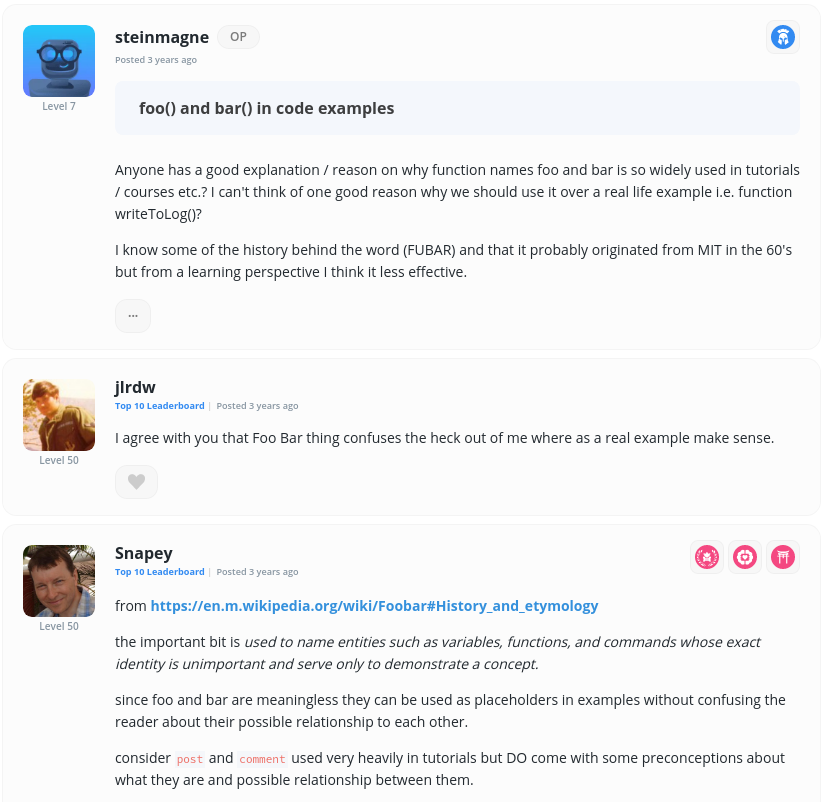 steinmagne OP
Posted 3 years ago
Level 7
foo() and bar() in code examples
Anyone has a good explanation / reason on why function names foo and bar is so widely used in tutorials
/ courses etc.? I can't think of one good reason why we should use it over a real life example i.e. function
writeToLog()?
I know some of the history behind the word (FUBAR) and that it probably originated from MIT in the 60's
but from a learning perspective I think it less effective.
...
jlrdw
Top 10 Leaderboard | Posted 3 years ago
I agree with you that Foo Bar thing confuses the heck out of me where as a real example make sense.
Level 50
Snapey
Top 10 Leaderboard | Posted 3 years ago
Level 50
from https://en.m.wikipedia.org/wiki/Foobar#History_and_etymology
the important bit is used to name entities such as variables, functions, and commands whose exact
identity is unimportant and serve only to demonstrate a concept.
since foo and bar are meaningless they can be used as placeholders in examples without confusing the
reader about their possible relationship to each other.
consider post and comment used very heavily in tutorials but DO come with some preconceptions about
what they are and possible relationship between them.